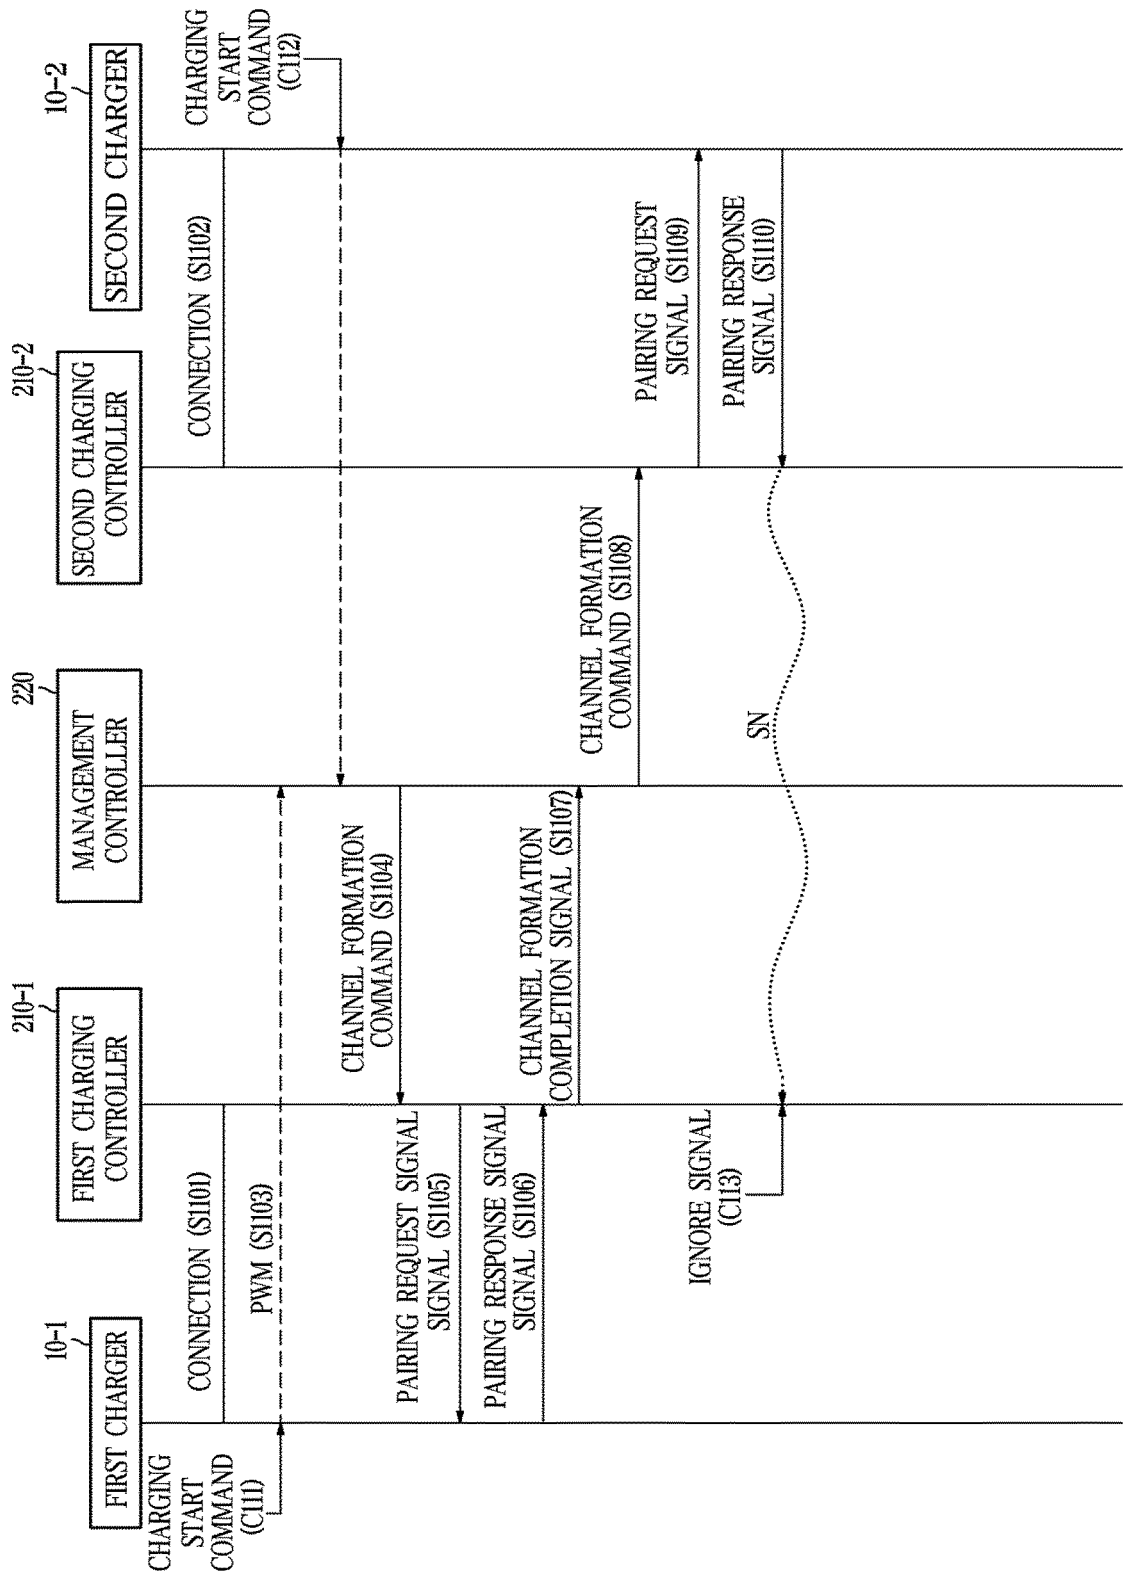 10-1
FIRST CHARGER
210-1
FIRST CHARGING
CONTROLLER
220
MANAGEMENT
CONTROLLER
210-2
SECOND CHARGING
CONTROLLER
10-2
SECOND CHARGER
CHARGING
START
COMMAND
(C111)
CONNECTION (S1101)
CONNECTION (S1102)
PWM (S1103)
CHARGING
START
COMMAND
(C112)
CHANNEL FORMATION
COMMAND (S1104)
PAIRING REQUEST SIGNAL
SIGNAL (S1105)
PAIRING RESPONSE SIGNAL
SIGNAL (S1106)
CHANNEL FORMATION
COMPLETION SIGNAL (S1107)
CHANNEL FORMATION
COMMAND (S1108)
PAIRING REQUEST
SIGNAL (S1109)
PAIRING RESPONSE
SIGNAL (S1110)
SN
IGNORE SIGNAL
(C113)